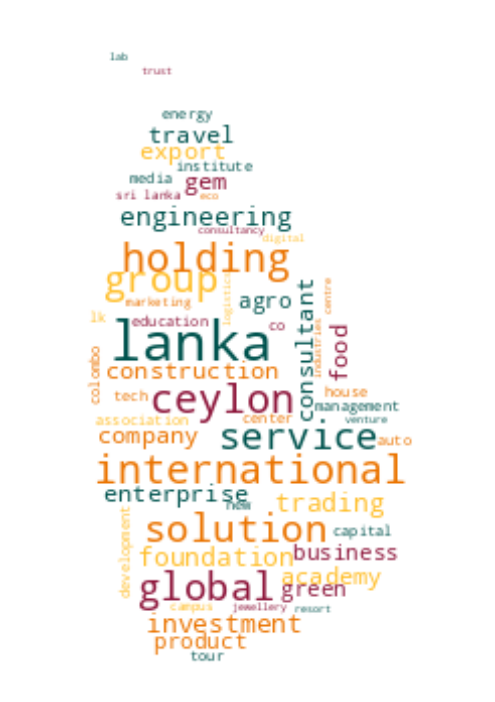 lab
trust
energy
travel
export
institute
media
gem
sri lanka
eco
engineering
consultancy
digital
holding
group
logistics
agro
consultant
centre
marketing
lk
education
co
industries
food
lanka
colombo
construction
tech
ceylon
house
management
association
center
venture
company
service
auto
international
enterprise
new
trading
development
solution
capital
foundation
business
academy
global
green
campus
jewellery
resort
investment
product
tour